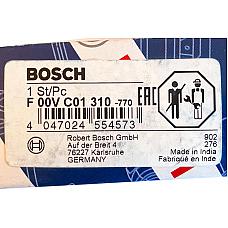 BOSCH
1 St/Pc
F 00V C01 310 -770
EAC
4 047024 554573
Robert Bosch GmbH
Auf der Breit 4
76227 Karlsruhe
GERMANY
902
276
Made in India
Fabriqué en Inde